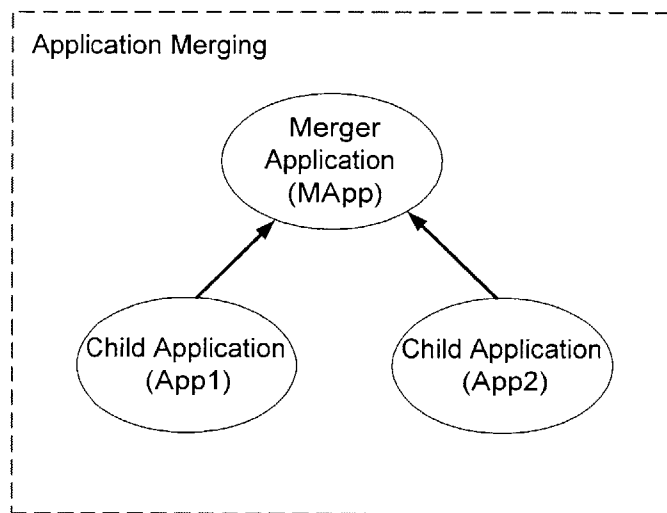 Application Merging
Merger
Application
(MApp)
Child Application
(App1)
Child Application
(App2)